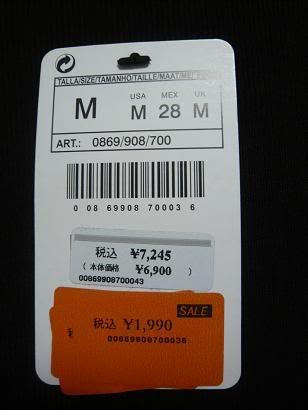 TALLA/SIZE/TAMANHO/TAILLE/MAAT/
USA MEX UK
M M 28 M
ART.: 0869/908/700
0 08 69908 70003 6
税込 ¥7,245
( 本体価格 ¥6,900 )
00869908700043
SALE
税込 ¥1,990
00869908700036